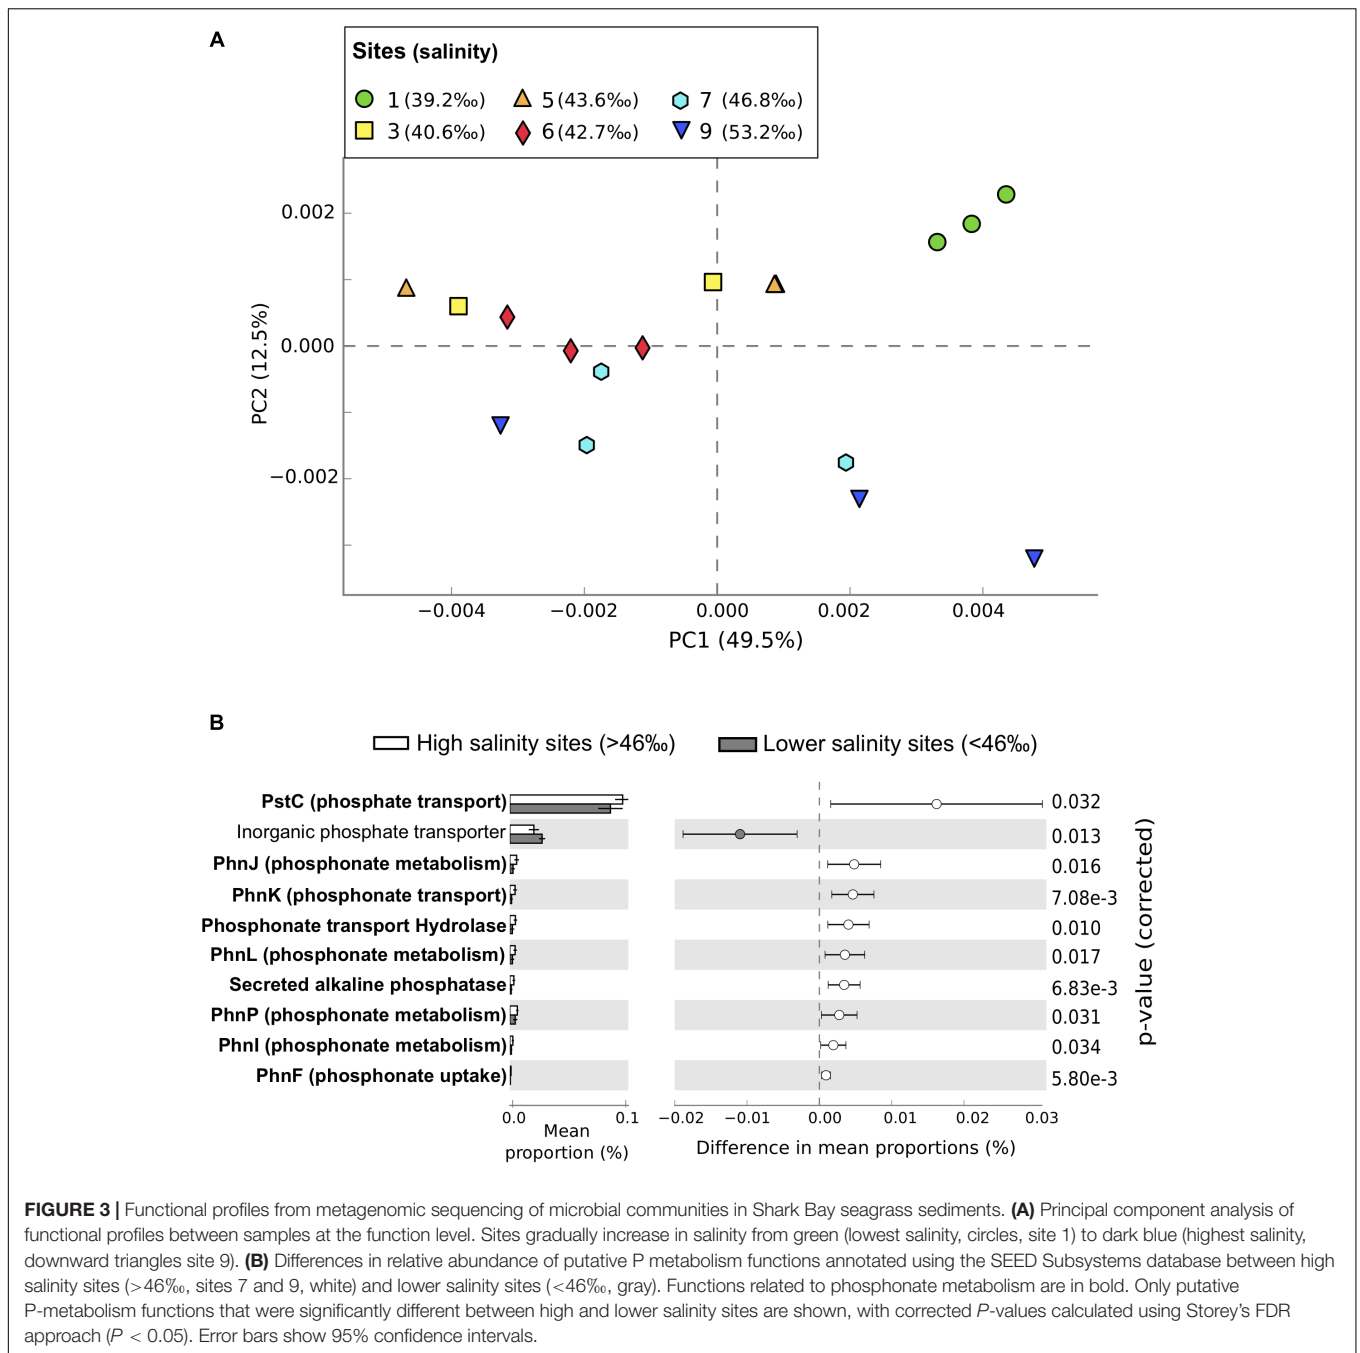 A
Sites (salinity)
1 (39.2‰) 5 (43.6‰) 7 (46.8‰)
3 (40.6‰) 6 (42.7‰) 9 (53.2‰)
0.002
0.000
−0.002
PC2 (12.5%)
−0.004 −0.002 0.000 0.002 0.004
PC1 (49.5%)
B
High salinity sites (>46‰) Lower salinity sites (<46‰)
PstC (phosphate transport) 0.032
Inorganic phosphate transporter 0.013
PhnJ (phosphonate metabolism) 0.016
PhnK (phosphonate transport) 7.08e-3
Phosphonate transport Hydrolase 0.010
PhnL (phosphonate metabolism) 0.017
Secreted alkaline phosphatase 6.83e-3
PhnP (phosphonate metabolism) 0.031
PhnI (phosphonate metabolism) 0.034
PhnF (phosphonate uptake) 5.80e-3
p-value (corrected)
0.0 0.1 −0.02 −0.01 0.00 0.01 0.02 0.03
Mean
proportion (%)
Difference in mean proportions (%)
FIGURE 3 | Functional profiles from metagenomic sequencing of microbial communities in Shark Bay seagrass sediments. (A) Principal component analysis of
functional profiles between samples at the function level. Sites gradually increase in salinity from green (lowest salinity, circles, site 1) to dark blue (highest salinity,
downward triangles site 9). (B) Differences in relative abundance of putative P metabolism functions annotated using the SEED Subsystems database between high
salinity sites (>46‰, sites 7 and 9, white) and lower salinity sites (<46‰, gray). Functions related to phosphonate metabolism are in bold. Only putative
P-metabolism functions that were significantly different between high and lower salinity sites are shown, with corrected P-values calculated using Storey's FDR
approach (P < 0.05). Error bars show 95% confidence intervals.